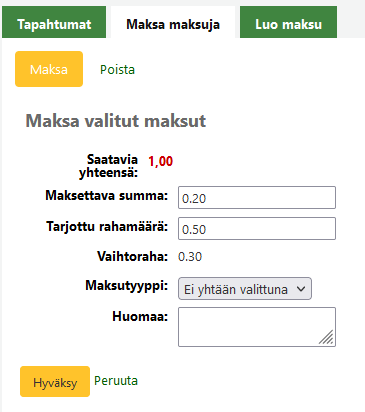 Tapahtumat Maksa maksuja Luo maksu
Maksa Poista
Maksa valitut maksut
Saatavia
yhteensä: 1,00
Maksettava summa: 0.20
Tarjottu rahamäärä: 0.50
Vaihtoraha: 0.30
Maksutyyppi: Ei yhtään valittuna
Huomaa:
Hyväksy Peruuta